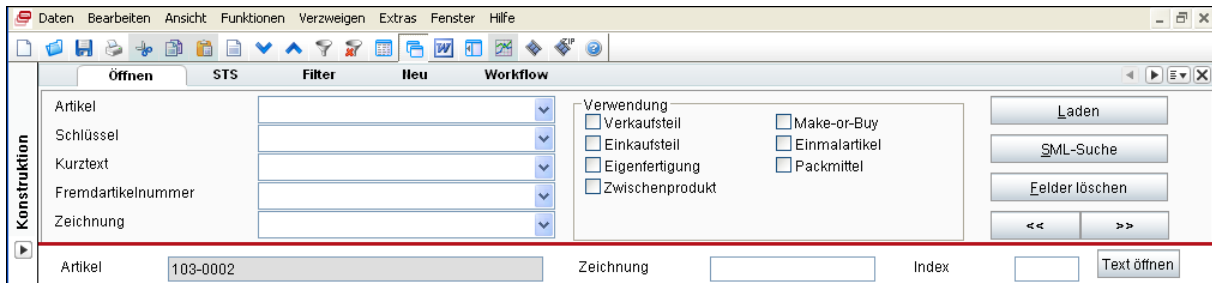 Daten Bearbeiten Ansicht Funktionen Verzweigen Extras Fenster Hilfe
Öffnen STS Filter Neu Workflow
Konstruktion
Artikel
Schlüssel
Kurztext
Fremdartikelnummer
Zeichnung
Verwendung
Verkaufsteil Make-or-Buy
Einkaufsteil Einmalartikel
Eigenfertigung Packmittel
Zwischenprodukt
Laden
SML-Suche
Felder löschen
<< >>
Artikel 103-0002 Zeichnung Index Text öffnen